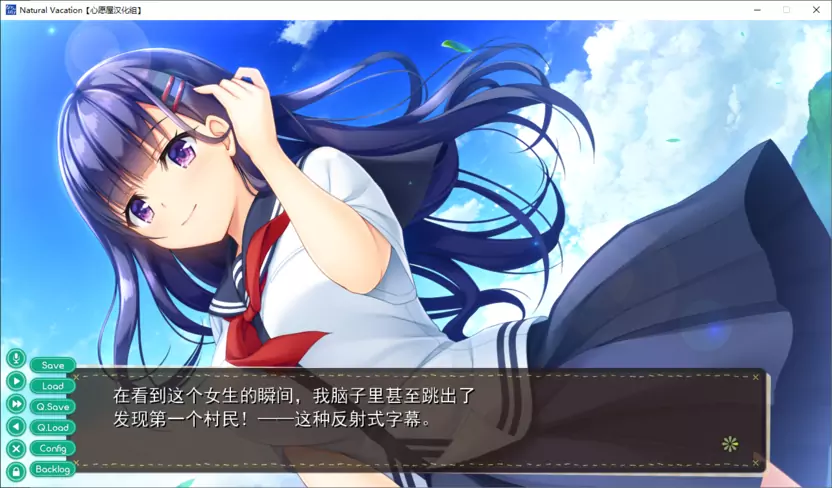 Natural Vacation【心愿屋汉化组】
Save
Load
Q.Save
Q.Load
Config
Backlog
在看到这个女生的瞬间，我脑子里甚至跳出了
发现第一个村民！——这种反射式字幕。